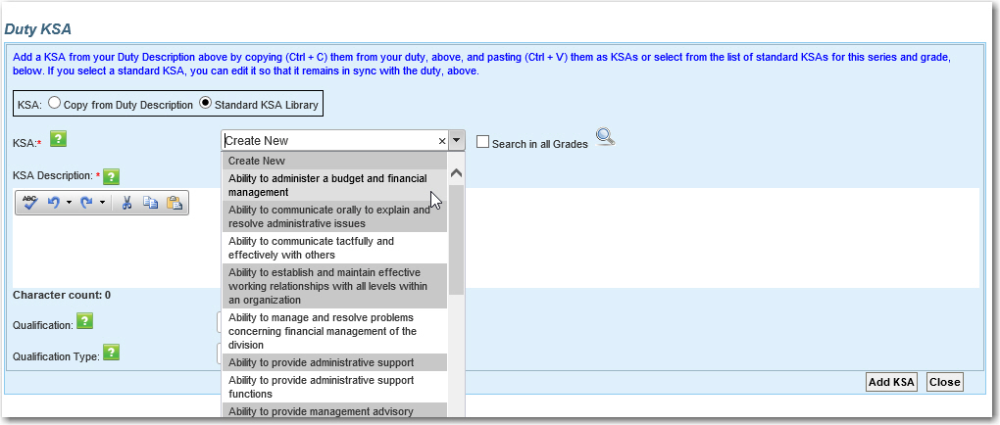 Duty KSA
Add a KSA from your Duty Description above by copying (Ctrl + C) them from your duty, above, and pasting (Ctrl + V) them as KSAs or select from the list of standard KSAs for this series and grade,
below. If you select a standard KSA, you can edit it so that it remains in sync with the duty, above.
KSA: Copy from Duty Description Standard KSA Library
KSA:* ? Create New × Search in all Grades
Create New
Ability to administer a budget and financial
management
Ability to communicate orally to explain and
resolve administrative issues
Ability to communicate tactfully and
effectively with others
Ability to establish and maintain effective
working relationships with all levels within
an organization
Ability to manage and resolve problems
concerning financial management of the
division
Ability to provide administrative support
Ability to provide administrative support
functions
Ability to provide management advisory
KSA Description: * ?
ABC
Character count: 0
Qualification: ?
Qualification Type: ?
Add KSA Close